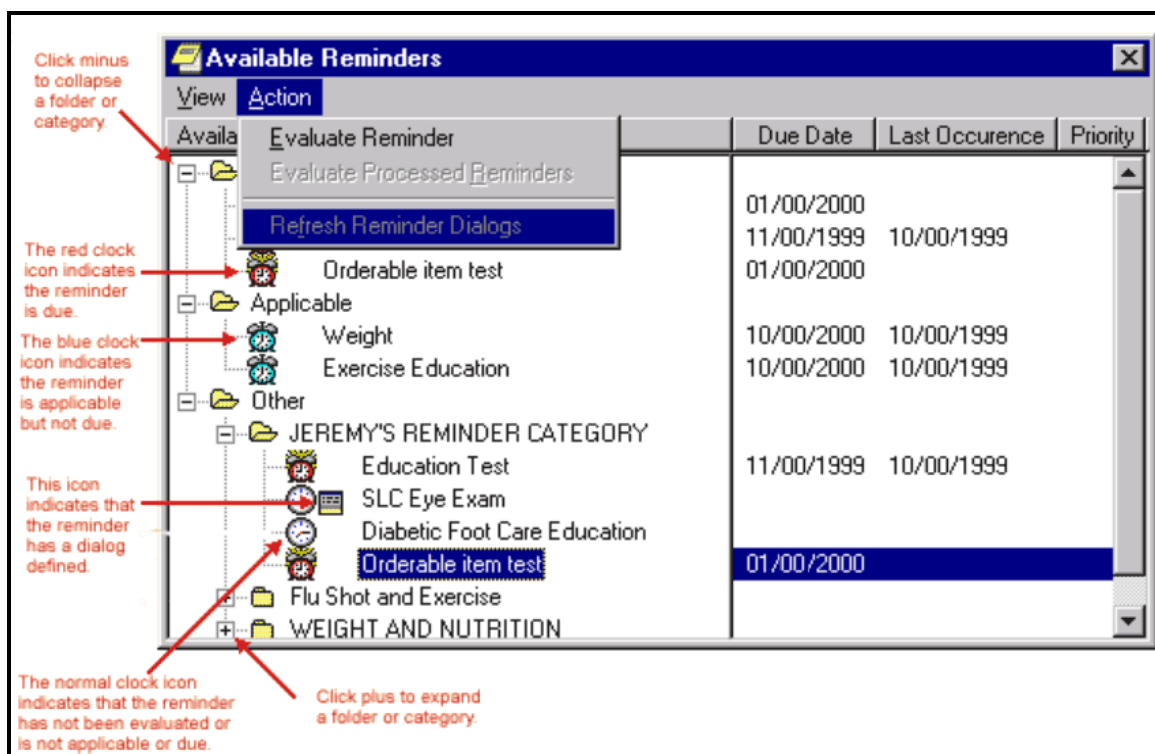 Click minus
to collapse
a folder or
category.
Available Reminders
View Action
Availa
Evaluate Reminder
Evaluate Processed Reminders
Refresh Reminder Dialogs
Due Date Last Occurence Priority
01/00/2000
11/00/1999 10/00/1999
The red clock
icon indicates
the reminder
is due.
Orderable item test 01/00/2000
Applicable
The blue clock
icon indicates
the reminder
is applicable
but not due.
Weight 10/00/2000 10/00/1999
Exercise Education 10/00/2000 10/00/1999
Other
JEREMY'S REMINDER CATEGORY
Education Test 11/00/1999 10/00/1999
This icon
indicates that
the reminder
has a dialog
defined.
SLC Eye Exam
Diabetic Foot Care Education
Orderable item test 01/00/2000
Flu Shot and Exercise
WEIGHT AND NUTRITION
The normal clock icon
indicates that the reminder
has not been evaluated or
is not applicable or due.
Click plus to expand
a folder or category.